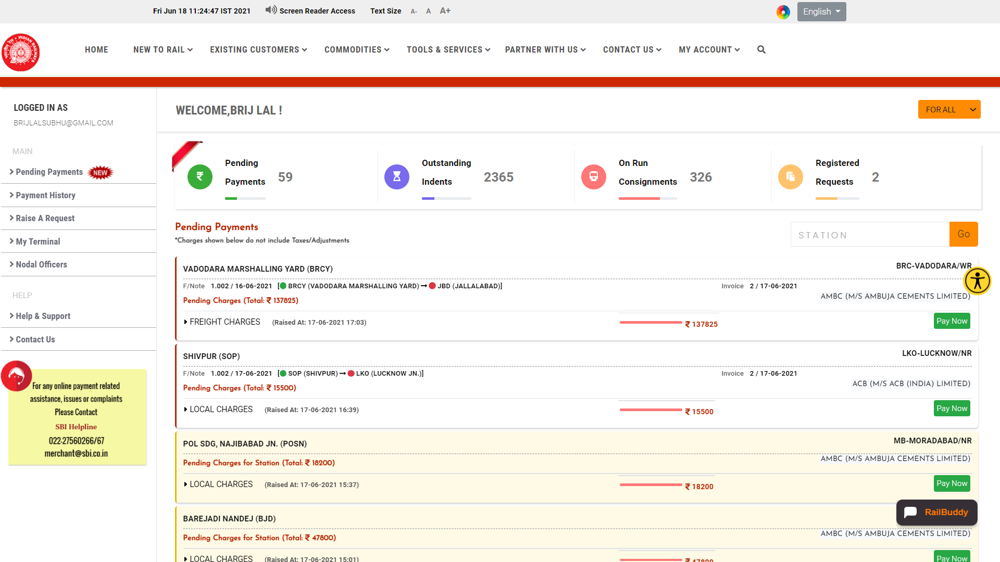 Fri Jun 18 11:24:47 IST 2021 Screen Reader Access Text Size A- A A+ English
HOME NEW TO RAIL EXISTING CUSTOMERS COMMODITIES TOOLS & SERVICES PARTNER WITH US CONTACT US MY ACCOUNT
LOGGED IN AS
BRIJLALSUBHU@GMAIL.COM
MAIN
Pending Payments NEW
Payment History
Raise A Request
My Terminal
Nodal Officers
HELP
Help & Support
Contact Us
For any online payment related
assistance, issues or complaints
Please Contact
SBI Helpline
022-27560266/67
merchant@sbi.co.in
WELCOME,BRIJ LAL !
FOR ALL
Pending Payments 59
Outstanding Indents 2365
On Run Consignments 326
Registered Requests 2
Pending Payments
*Charges shown below do not include Taxes/Adjustments
STATION Go
VADODARA MARSHALLING YARD (BRCY) BRC-VADODARA/WR
F/Note 1.002 / 16-06-2021 [BRCY (VADODARA MARSHALLING YARD) → JBD (JALLALABAD)] Invoice 2 / 17-06-2021
AMBC (M/S AMBUJA CEMENTS LIMITED)
Pending Charges (Total: ₹ 137825)
FREIGHT CHARGES (Raised At: 17-06-2021 17:03) ₹ 137825 Pay Now
SHIVPUR (SOP) LKO-LUCKNOW/NR
F/Note 1.002 / 17-06-2021 [SOP (SHIVPUR) → LKO (LUCKNOW JN.)] Invoice 2 / 17-06-2021
ACB (M/S ACB (INDIA) LIMITED)
Pending Charges (Total: ₹ 15500)
LOCAL CHARGES (Raised At: 17-06-2021 16:39) ₹ 15500 Pay Now
POL SDG, NAJIBABAD JN. (POSN) MB-MORADABAD/NR
AMBC (M/S AMBUJA CEMENTS LIMITED)
Pending Charges for Station (Total: ₹ 18200)
LOCAL CHARGES (Raised At: 17-06-2021 15:37) ₹ 18200 Pay Now
RailBuddy
BAREJADI NANDEJ (BJD)
AMBC (M/S AMBUJA CEMENTS LIMITED)
Pending Charges for Station (Total: ₹ 47800)
LOCAL CHARGES (Raised At: 17-06-2021 15:01) ₹ 47800 Pay Now